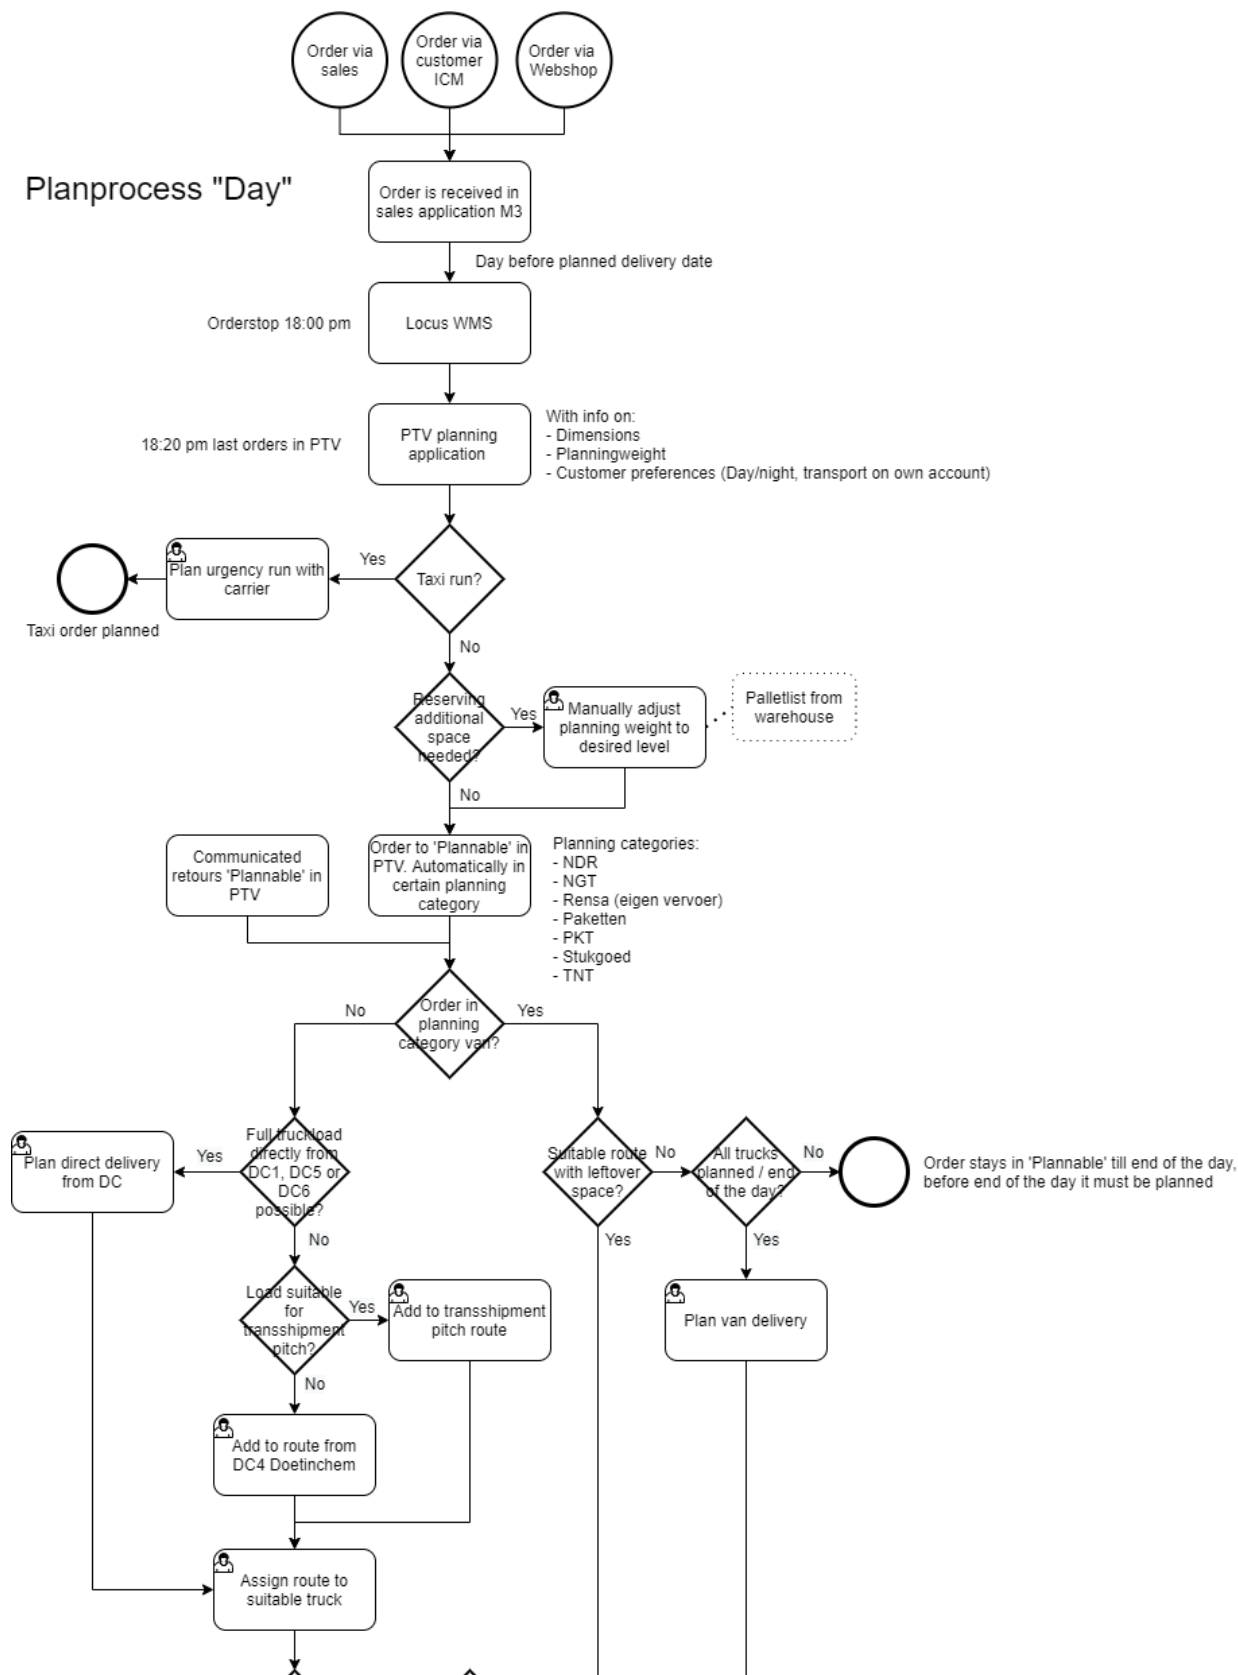 Order via
sales
Order via
customer
ICM
Order via
Webshop
Planprocess "Day"
Order is received in
sales application M3
Day before planned delivery date
Orderstop 18:00 pm
Locus WMS
18:20 pm last orders in PTV
PTV planning
application
With info on:
- Dimensions
- Planningweight
- Customer preferences (Day/night, transport on own account)
Taxi run?
Yes
Plan urgency run with
carrier
Taxi order planned
No
Reserving
additional
space
needed?
Yes
Manually adjust
planning weight to
desired level
Palletlist from
warehouse
No
Communicated
retours 'Plannable' in
PTV
Order to 'Plannable' in
PTV. Automatically in
certain planning
category
Planning categories:
- NDR
- NGT
- Rensa (eigen vervoer)
- Paketten
- PKT
- Stukgoed
- TNT
No
Order in
planning
category van?
Yes
Plan direct delivery
from DC
Yes
Full truckload
directly from
DC1, DC5 or
DC6
possible?
Suitable route
with leftover
space?
No
All trucks
planned / end
of the day?
No
Order stays in 'Plannable' till end of the day,
before end of the day it must be planned
No
Yes
Yes
Load suitable
for
transshipment
pitch?
Yes
Add to transshipment
pitch route
Plan van delivery
No
Add to route from
DC4 Doetinchem
Assign route to
suitable truck